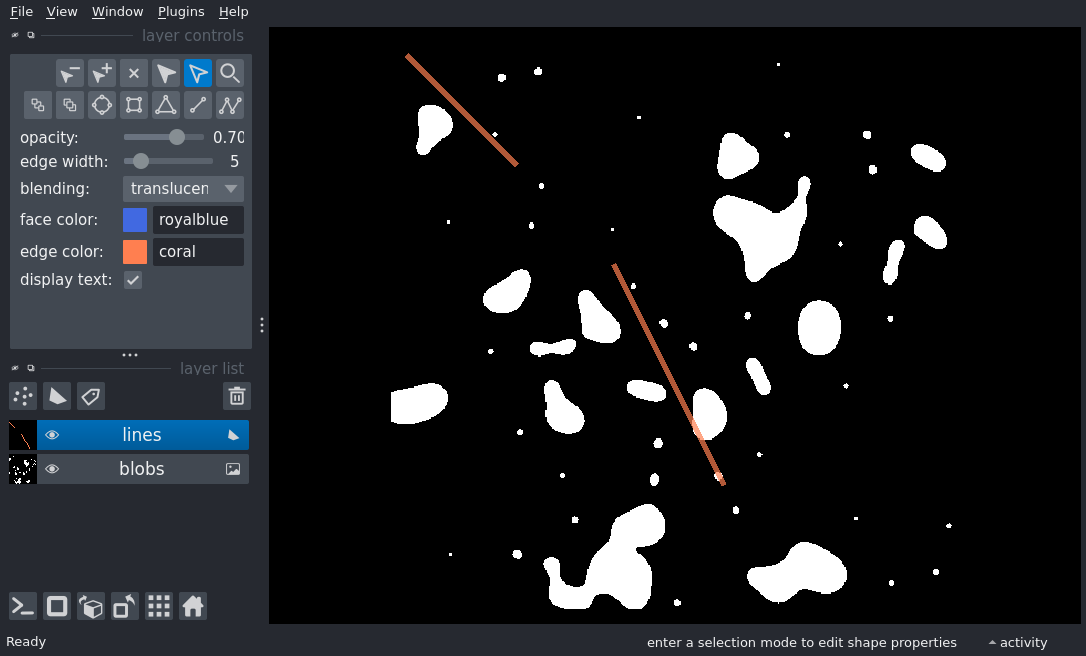 File View Window Plugins Help
layer controls
opacity: 0.70
edge width: 5
blending: translucen
face color: royalblue
edge color: coral
display text:
layer list
lines
blobs
Ready enter a selection mode to edit shape properties activity